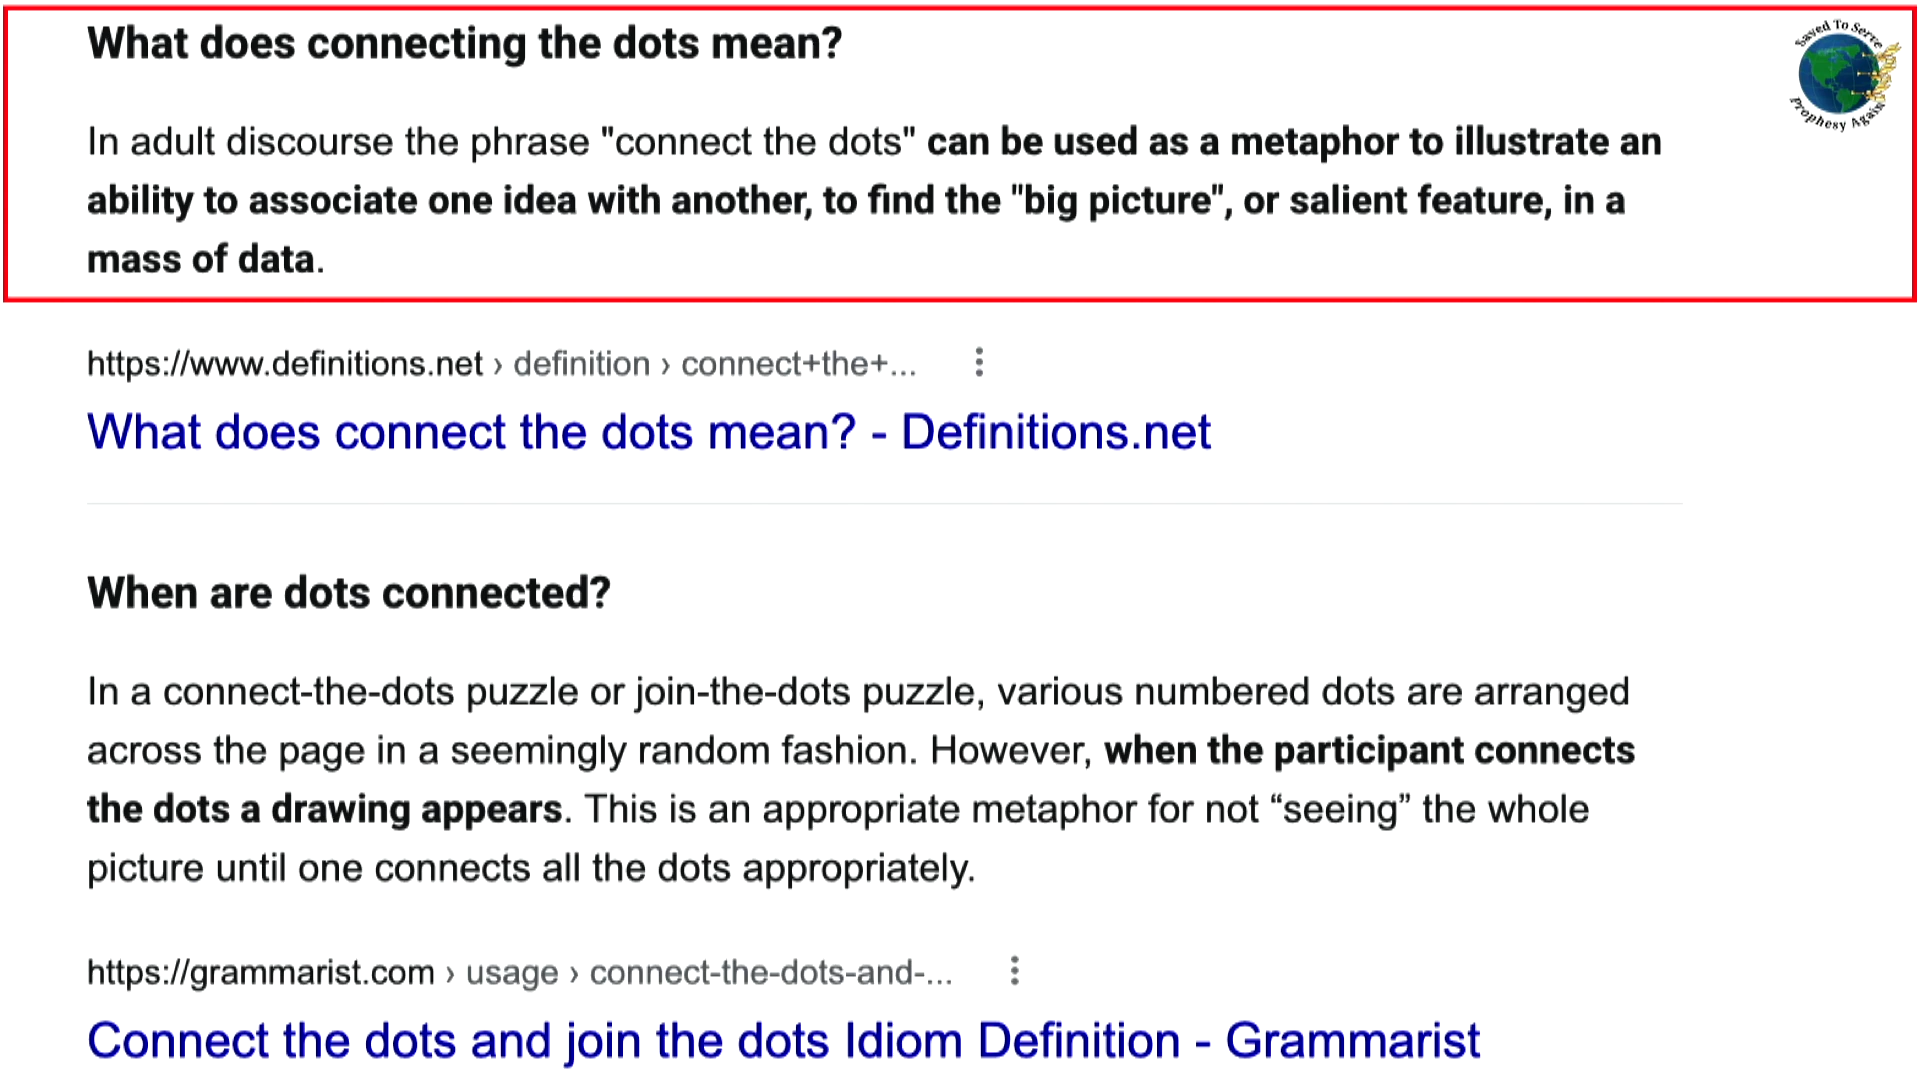 What does connecting the dots mean?
Saved To Serve
Prophesy Again
In adult discourse the phrase "connect the dots" can be used as a metaphor to illustrate an
ability to associate one idea with another, to find the "big picture", or salient feature, in a
mass of data.
https://www.definitions.net › definition › connect+the+...
What does connect the dots mean? - Definitions.net
When are dots connected?
In a connect-the-dots puzzle or join-the-dots puzzle, various numbered dots are arranged
across the page in a seemingly random fashion. However, when the participant connects
the dots a drawing appears. This is an appropriate metaphor for not “seeing” the whole
picture until one connects all the dots appropriately.
https://grammarist.com › usage › connect-the-dots-and-...
Connect the dots and join the dots Idiom Definition - Grammarist